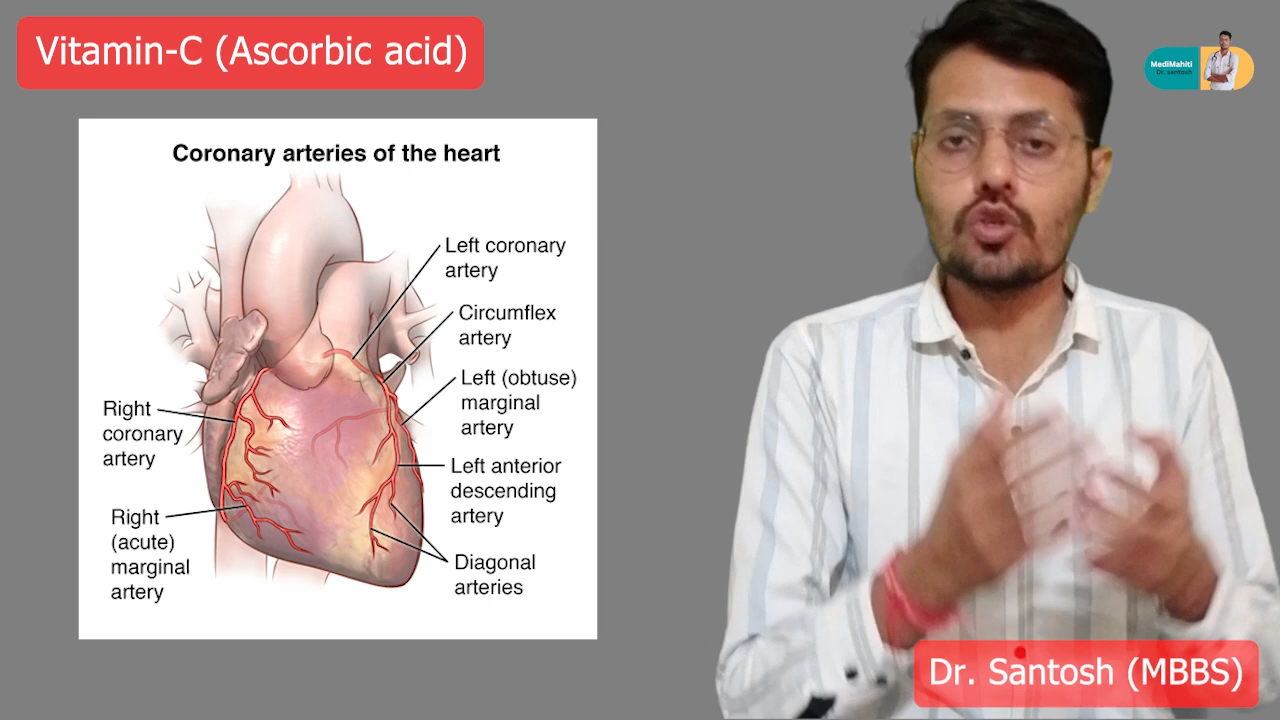 Vitamin-C (Ascorbic acid)
MediMahiti
Dr. santosh
Coronary arteries of the heart
Left coronary
artery
Circumflex
artery
Left (obtuse)
marginal
artery
Right
coronary
artery
Left anterior
descending
artery
Right
(acute)
marginal
artery
Diagonal
arteries
Dr. Santosh (MBBS)